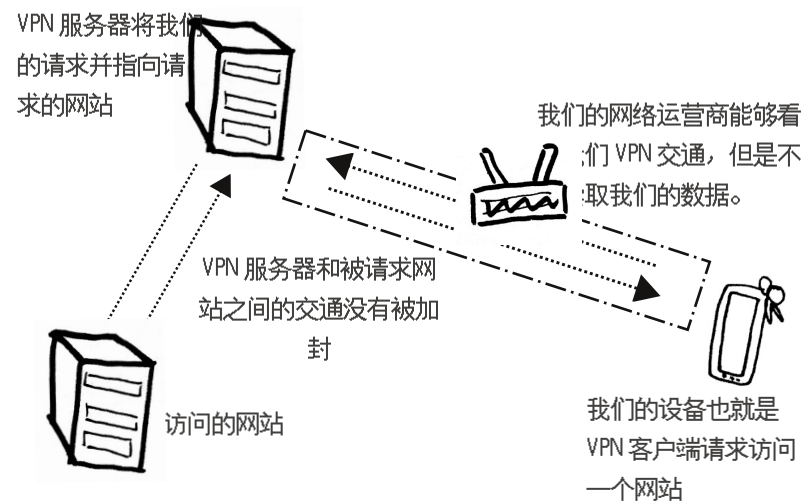 VPN 服务器将我们
的请求并指向请
求的网站
我们的网络运营商能够看
们 VPN 交通，但是不
取我们的数据。
VPN 服务器和被请求网
站之间的交通没有被加
封
访问的网站
我们的设备也就是
VPN 客户端请求访问
一个网站